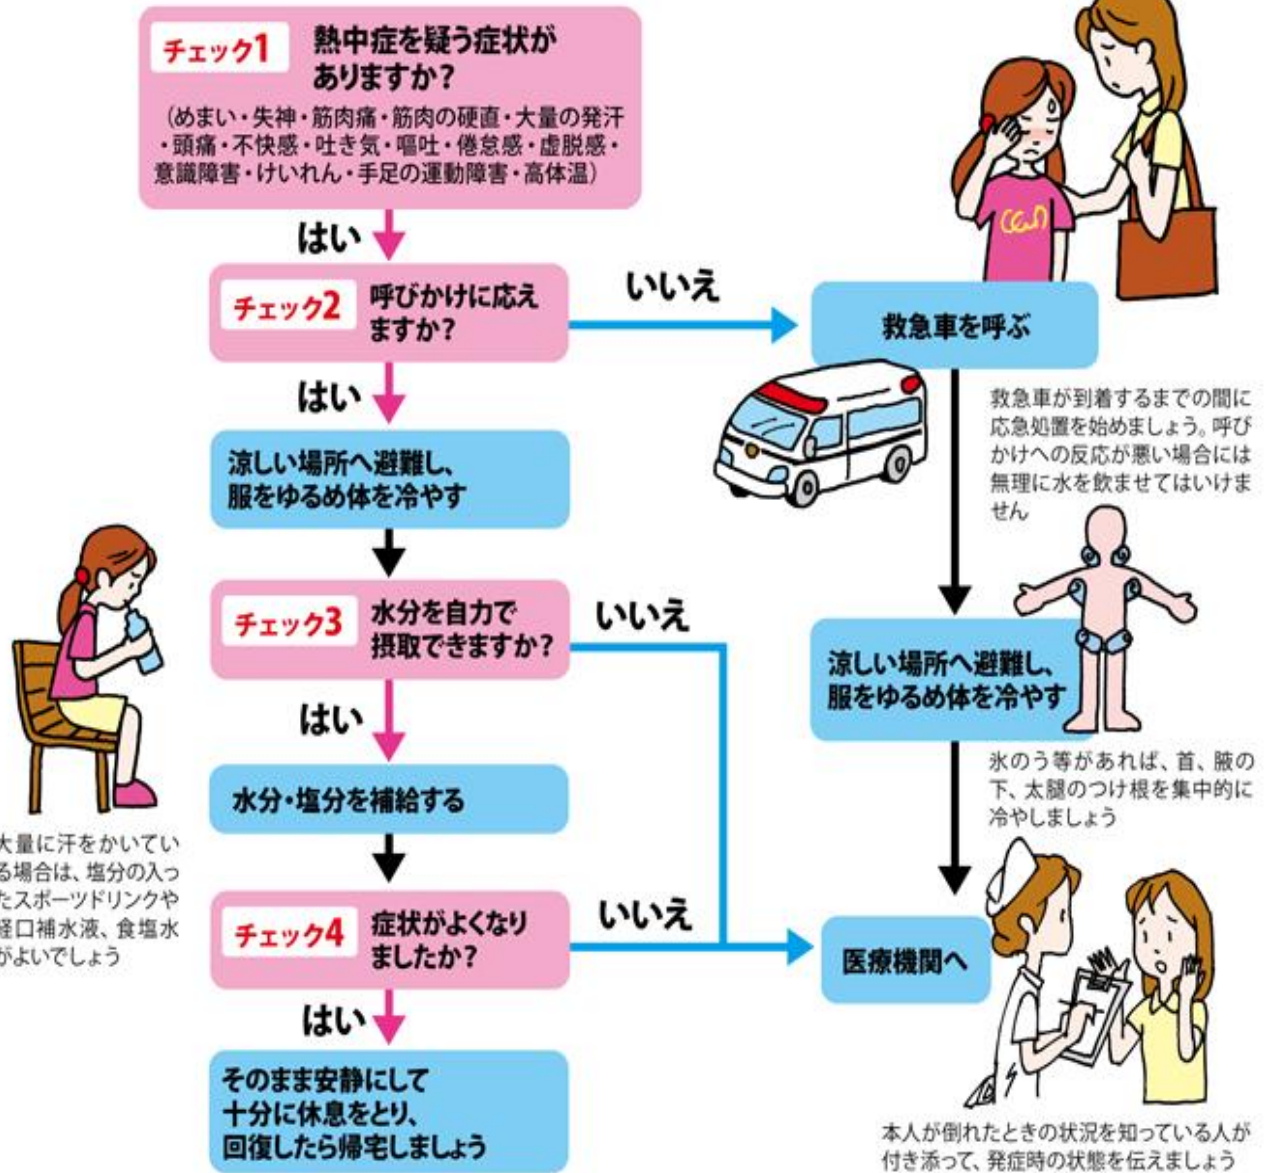 チェック1
熱中症を疑う症状が
ありますか?
(めまい・失神・筋肉痛・筋肉の硬直・大量の発汗
・頭痛・不快感・吐き気・嘔吐・倦怠感・虚脱感・
意識障害・けいれん・手足の運動障害・高体温)
はい
チェック2
呼びかけに応え
ますか?
いいえ
救急車を呼ぶ
救急車が到着するまでの間に
応急処置を始めましょう。呼び
かけへの反応が悪い場合には
無理に水を飲ませてはいけま
せん
はい
涼しい場所へ避難し、
服をゆるめ体を冷やす
チェック3
水分を自力で
摂取できますか?
いいえ
涼しい場所へ避難し、
服をゆるめ体を冷やす
氷のう等があれば、首、腋の
下、太腿のつけ根を集中的に
冷やしましょう
はい
水分・塩分を補給する
大量に汗をかいてい
る場合は、塩分の入っ
たスポーツドリンクや
経口補水液、食塩水
がよいでしょう
チェック4
症状がよくなり
ましたか?
いいえ
医療機関へ
本人が倒れたときの状況を知っている人が
付き添って、発症時の状態を伝えましょう
はい
そのまま安静にして
十分に休息をとり、
回復したら帰宅しましょう